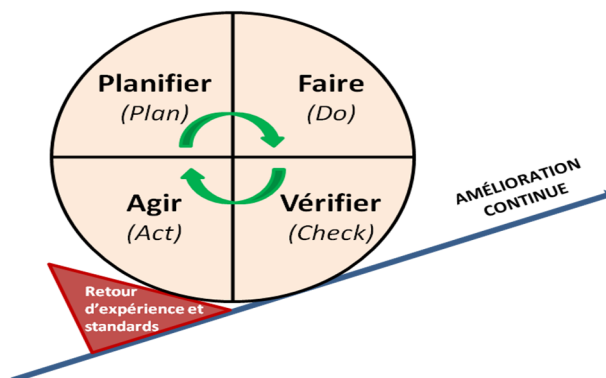 Planifier
(Plan)
Faire
(Do)
Agir
(Act)
Vérifier
(Check)
AMÉLIORATION
CONTINUE
Retour
d'expérience et
standards